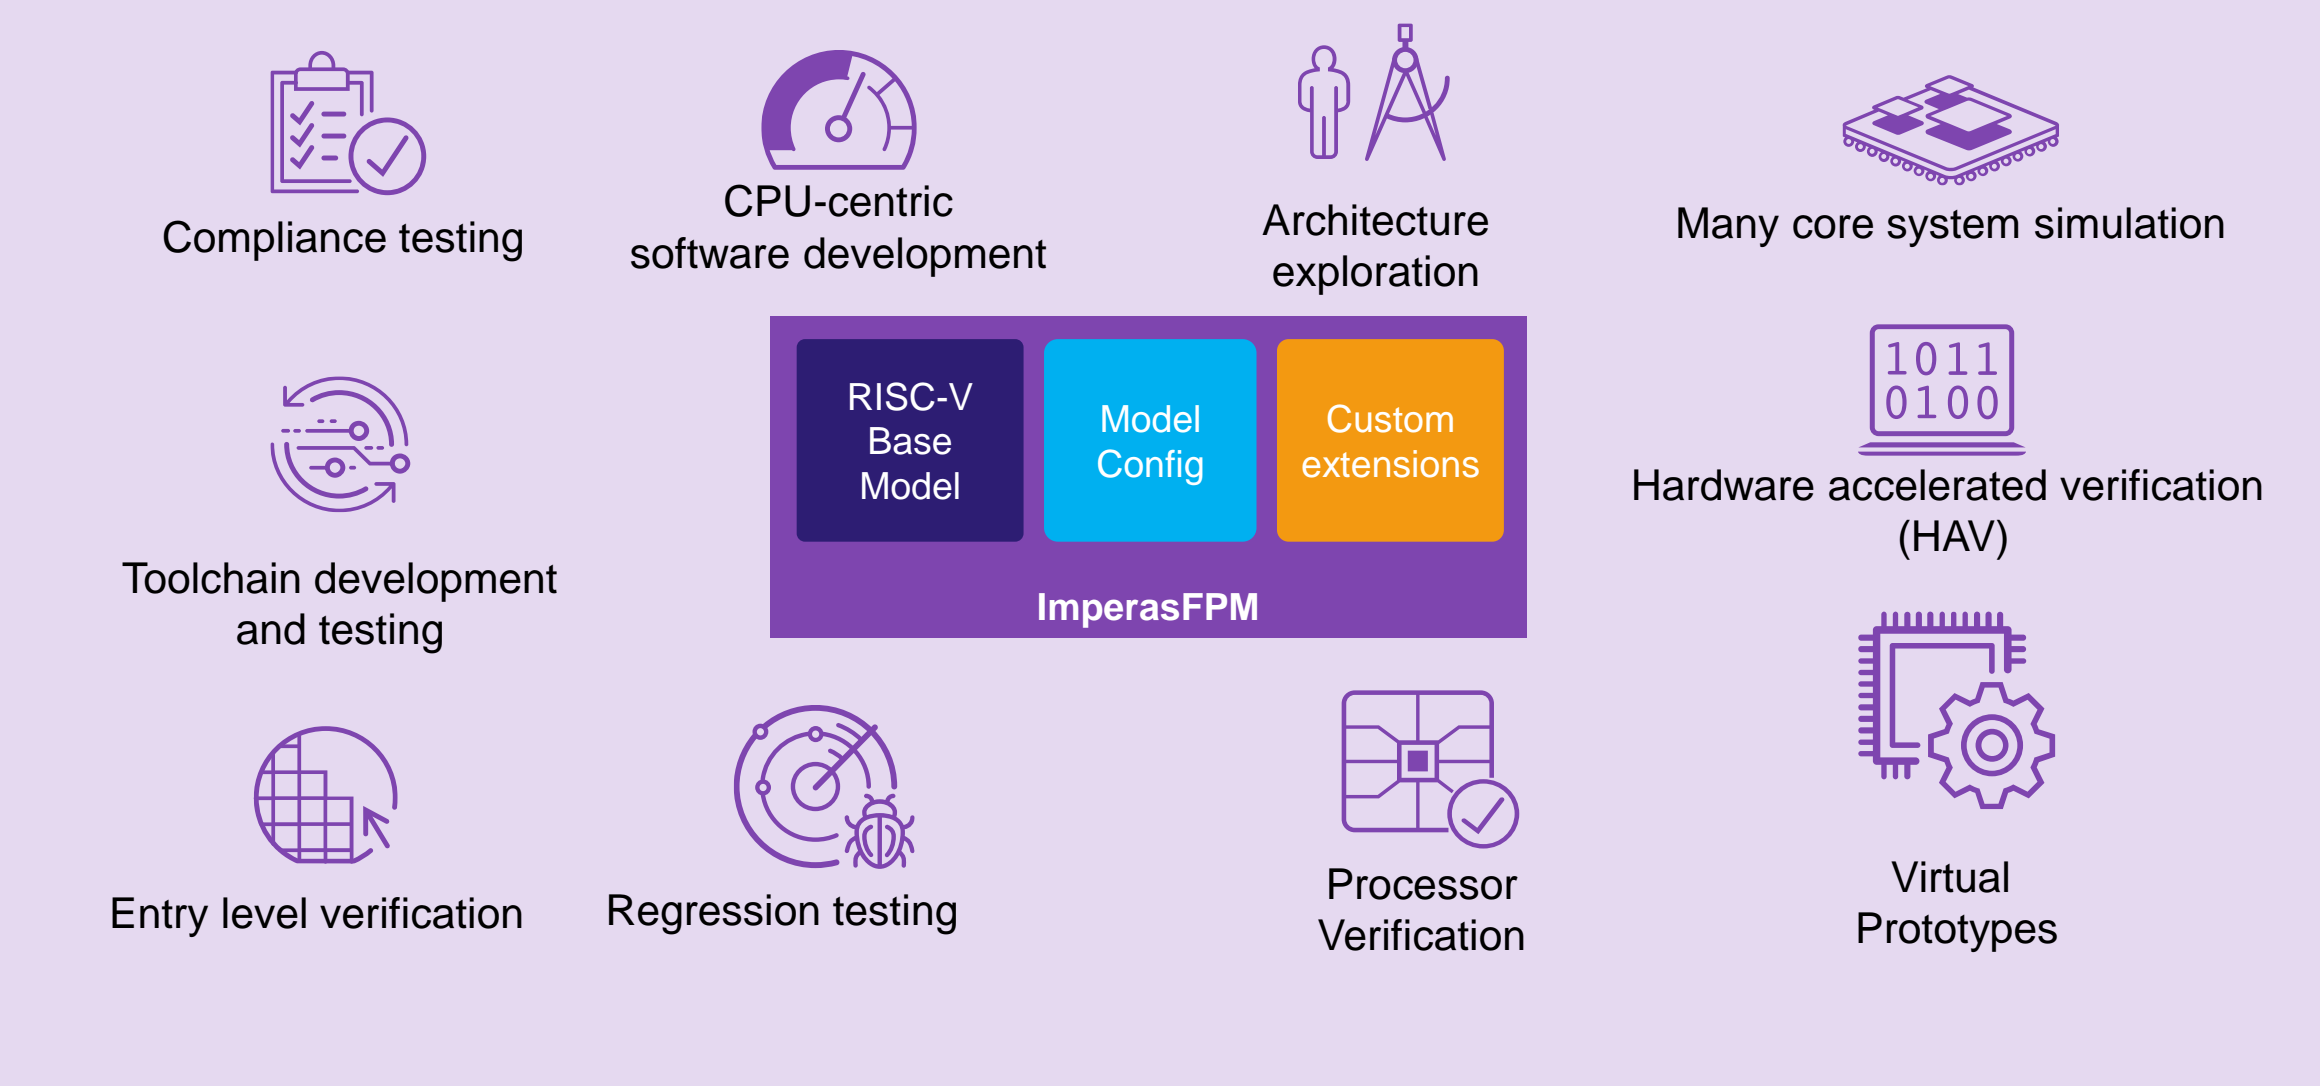 Compliance testing
CPU-centric
software development
Architecture
exploration
Many core system simulation
RISC-V
Base
Model
Model
Config
Custom
extensions
ImperasFPM
1011
0100
Hardware accelerated verification
(HAV)
Toolchain development
and testing
Entry level verification
Regression testing
Processor
Verification
Virtual
Prototypes